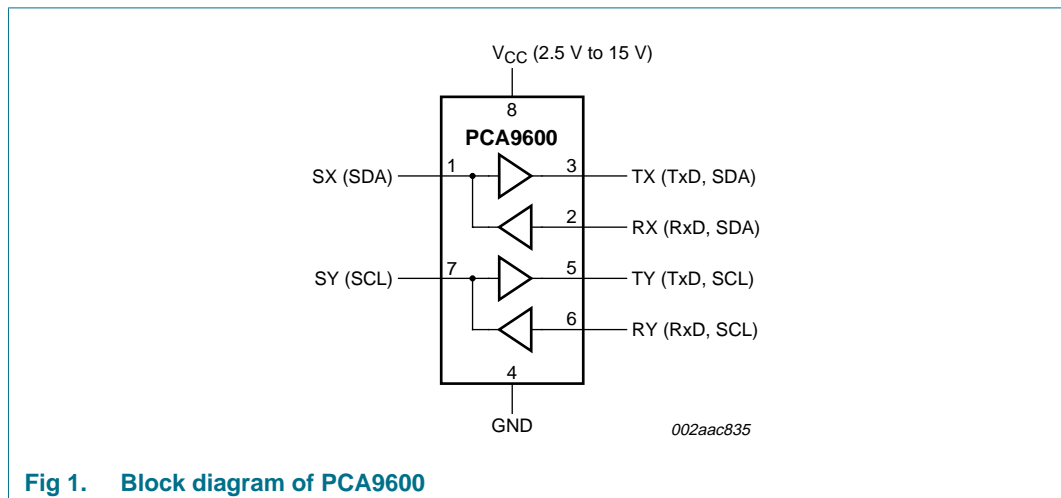 VCC (2.5 V to 15 V)
8
PCA9600
SX (SDA) 1 3 TX (TxD, SDA)
2 RX (RxD, SDA)
SY (SCL) 7 5 TY (TxD, SCL)
6 RY (RxD, SCL)
4
GND
002aac835
Fig 1. Block diagram of PCA9600